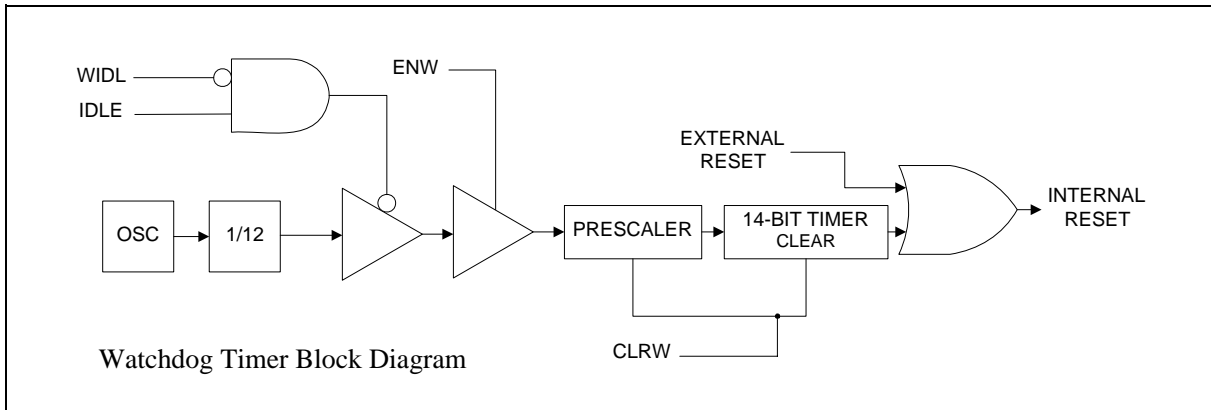 WIDL
IDLE
ENW
EXTERNAL
RESET
OSC
1/12
PRESCALER
14-BIT TIMER
CLEAR
INTERNAL
RESET
CLRW
Watchdog Timer Block Diagram